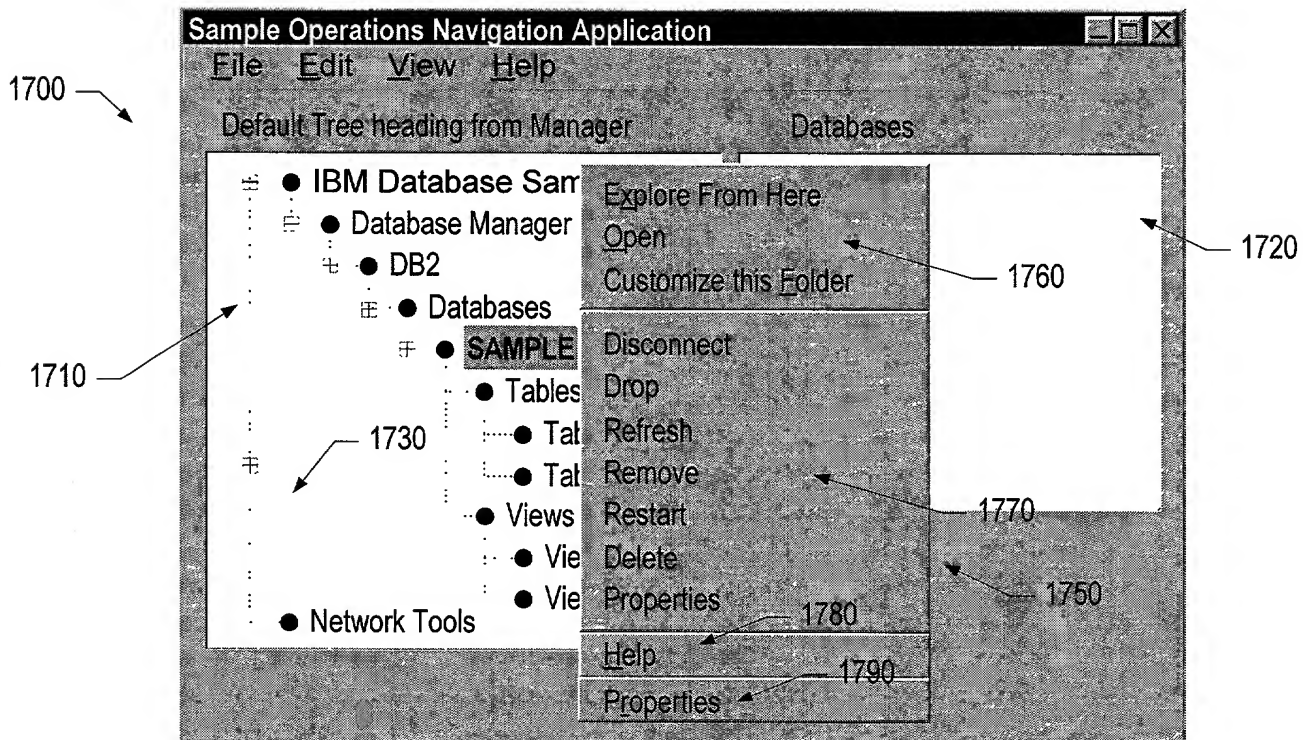 Sample Operations Navigation Application
File Edit View Help
1700
Default Tree heading from Manager
Databases
IBM Database Sam
Explore From Here
Database Manager
Open
1720
DB2
Customize this Folder
1760
Databases
1710
SAMPLE
Disconnect
Tables
Drop
1730
Tab
Refresh
Tab
Remove
Views
Restart
1770
Vie
Delete
Vie
Properties
1750
Network Tools
1780
Help
1790
Properties